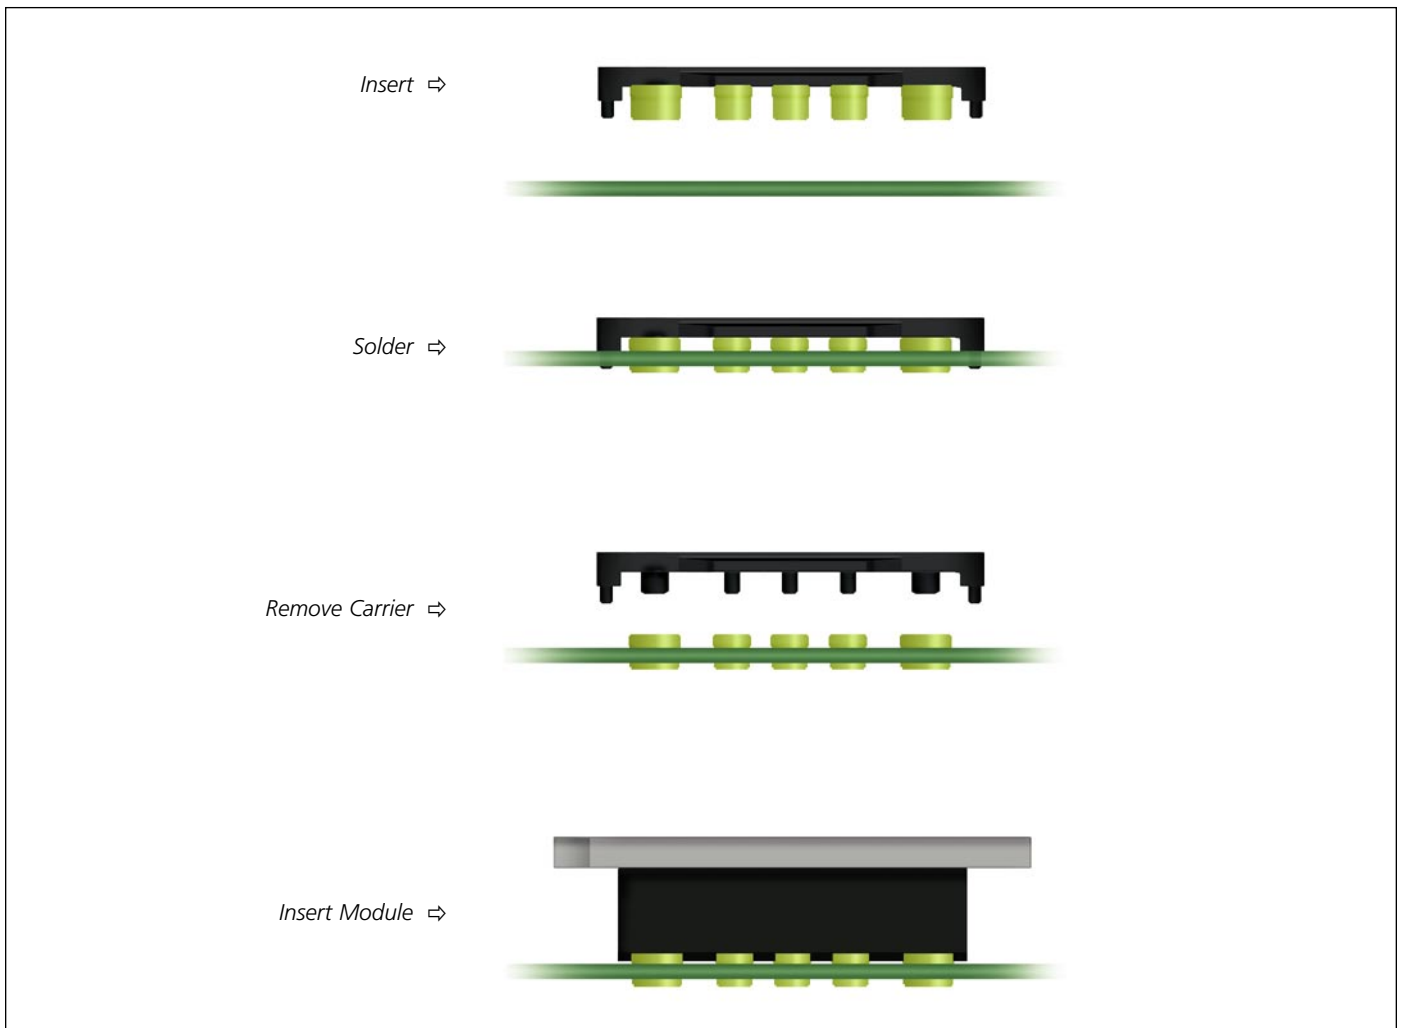 Insert ⇨
Solder ⇨
Remove Carrier ⇨
Insert Module ⇨